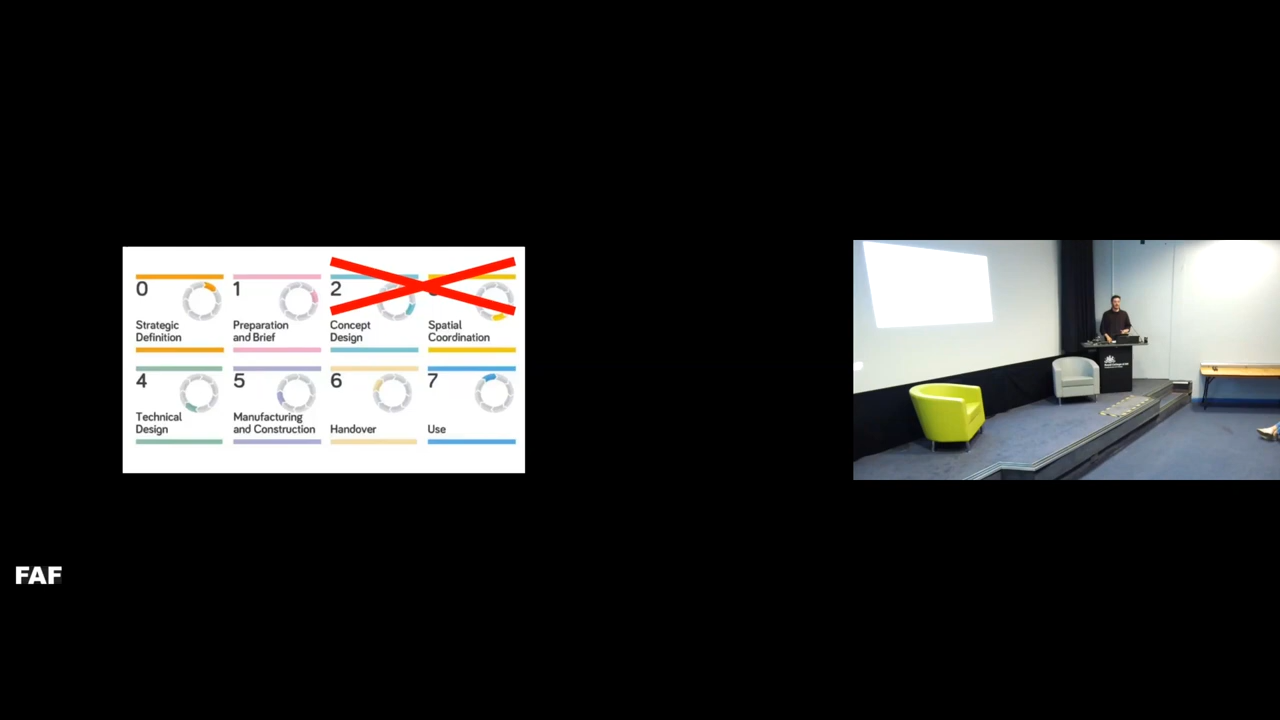 0
Strategic
Definition
1
Preparation
and Brief
2
Concept
Design
Spatial
Coordination
4
Technical
Design
5
Manufacturing
and Construction
6
Handover
7
Use
FAF